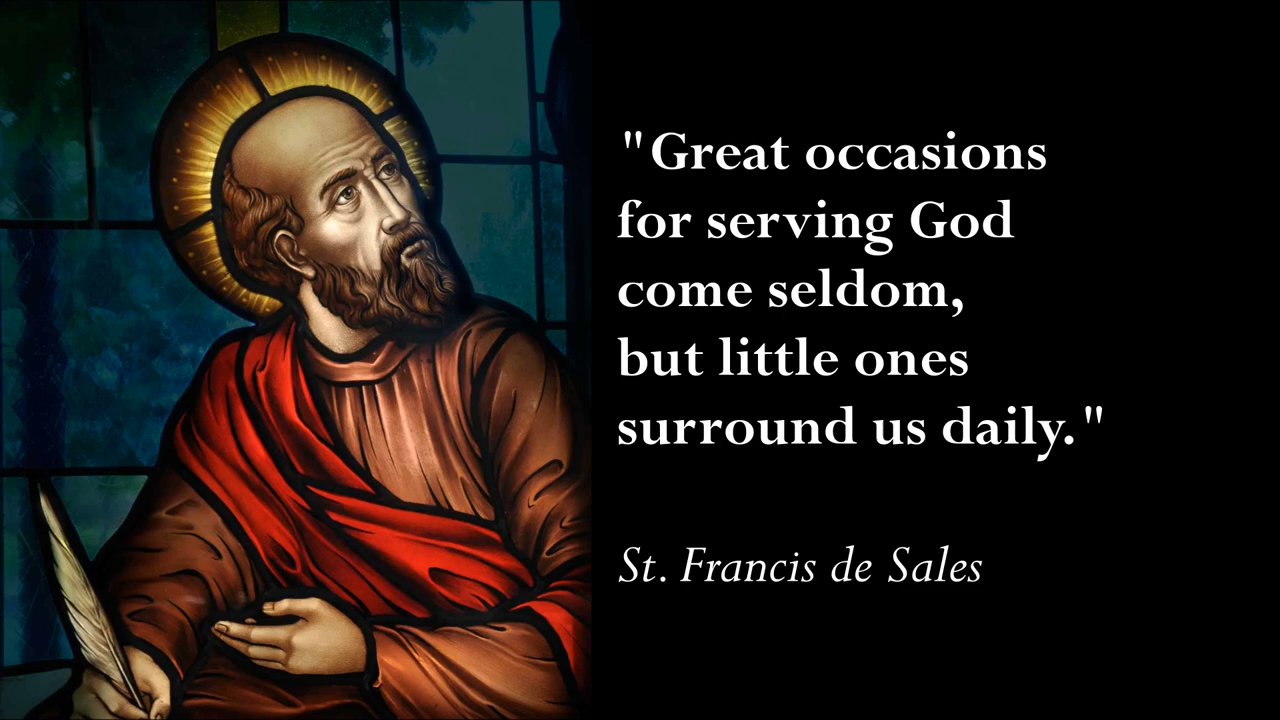 "Great occasions
for serving God
come seldom,
but little ones
surround us daily."
St. Francis de Sales